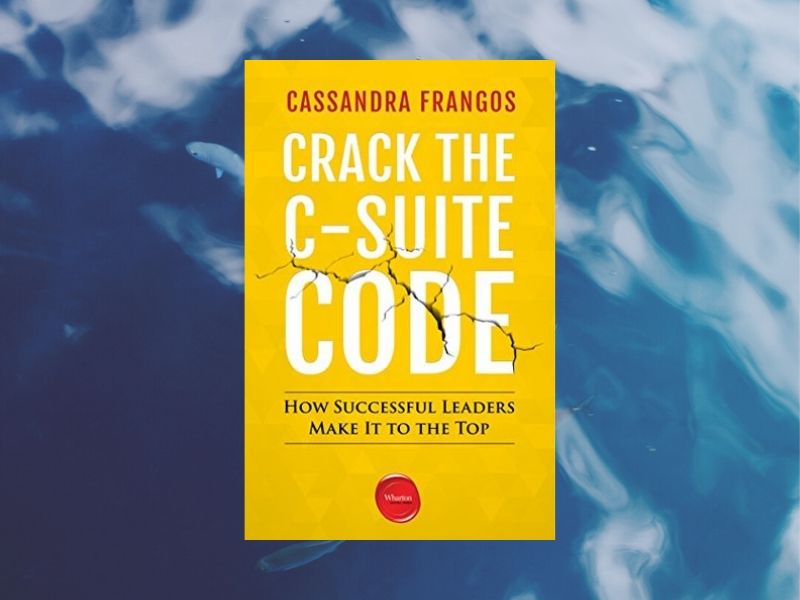 CASSANDRA FRANGOS
CRACK THE
C-SUITE
CODE
HOW SUCCESSFUL LEADERS
MAKE IT TO THE TOP
Wharton